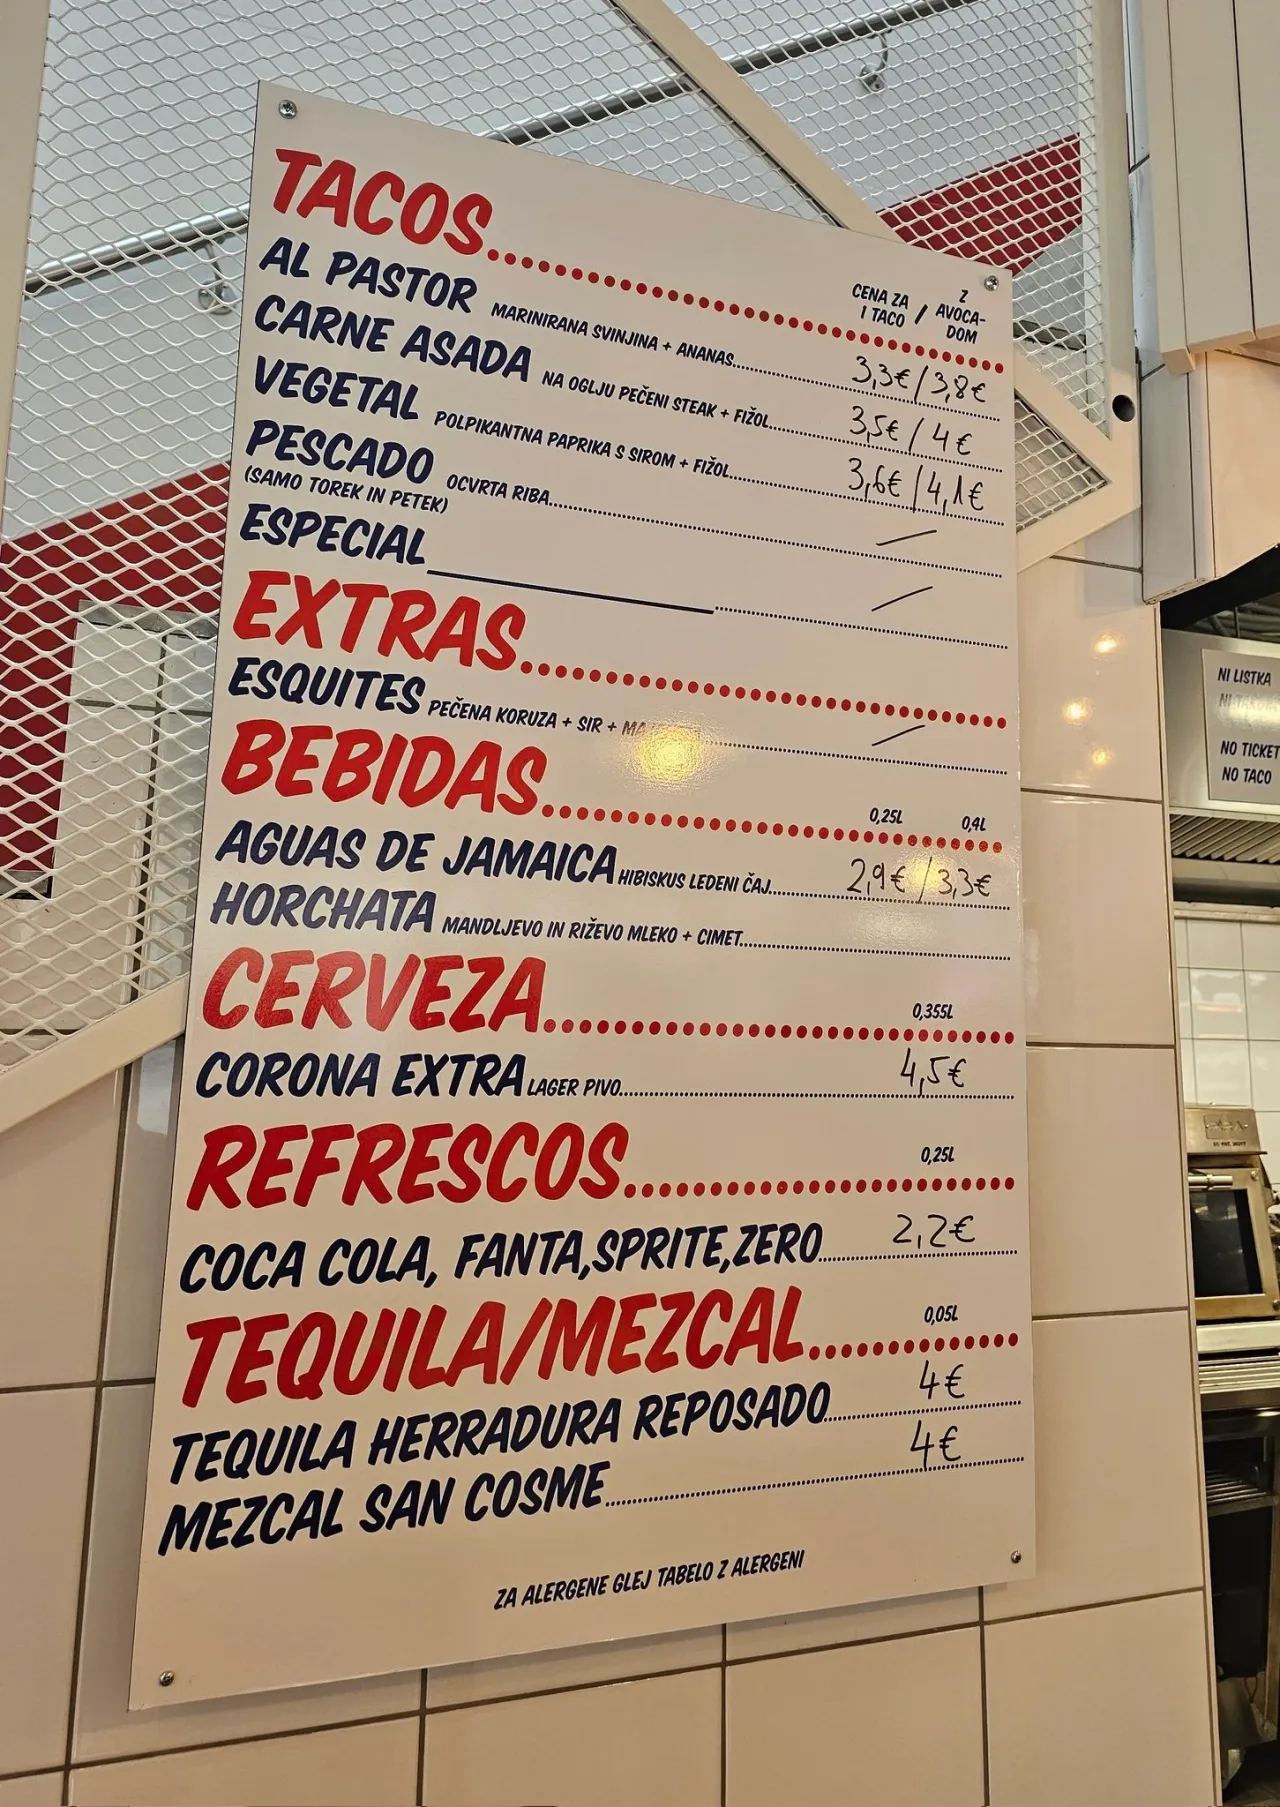 TACOS
CENA ZA 1 TACO / Z AVOCA-DOM
AL PASTOR MARINIRANA SVINJINA + ANANAS 3,3€/3,8€
CARNE ASADA NA OGLJU PEČENI STEAK + FIŽOL 3,5€/4€
VEGETAL POLPIKANTNA PAPRIKA S SIROM + FIŽOL 3,6€/4,1€
PESCADO OCVRTA RIBA /
(SAMO TOREK IN PETEK)
ESPECIAL /
EXTRAS
ESQUITES PEČENA KORUZA + SIR + /
BEBIDAS 0,25L 0,4L
AGUAS DE JAMAICA HIBISKUS LEDENI ČAJ 2,9€/3,3€
HORCHATA MANDLJEVO IN RIŽEVO MLEKO + CIMET
CERVEZA 0,355L
CORONA EXTRA LAGER PIVO 4,5€
REFRESCOS 0,25L
COCA COLA, FANTA,SPRITE,ZERO 2,2€
TEQUILA/MEZCAL 0,05L
TEQUILA HERRADURA REPOSADO 4€
MEZCAL SAN COSME 4€
ZA ALERGENE GLEJ TABELO Z ALERGENI
NI LISTKA
NO TICKET
NO TACO